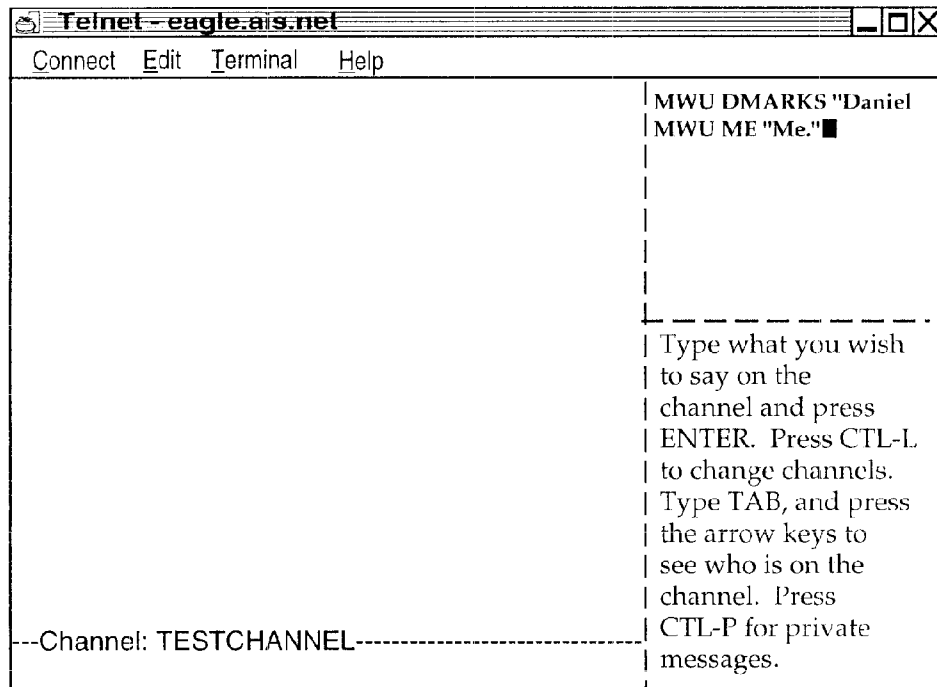 Telnet - eagle.ais.net
Connect Edit Terminal Help
MWU DMARKS "Daniel
MWU ME "Me."
Type what you wish
to say on the
channel and press
ENTER. Press CTL-L
to change channels.
Type TAB, and press
the arrow keys to
see who is on the
channel. Press
CTL-P for private
messages.
---Channel: TESTCHANNEL------------------------------